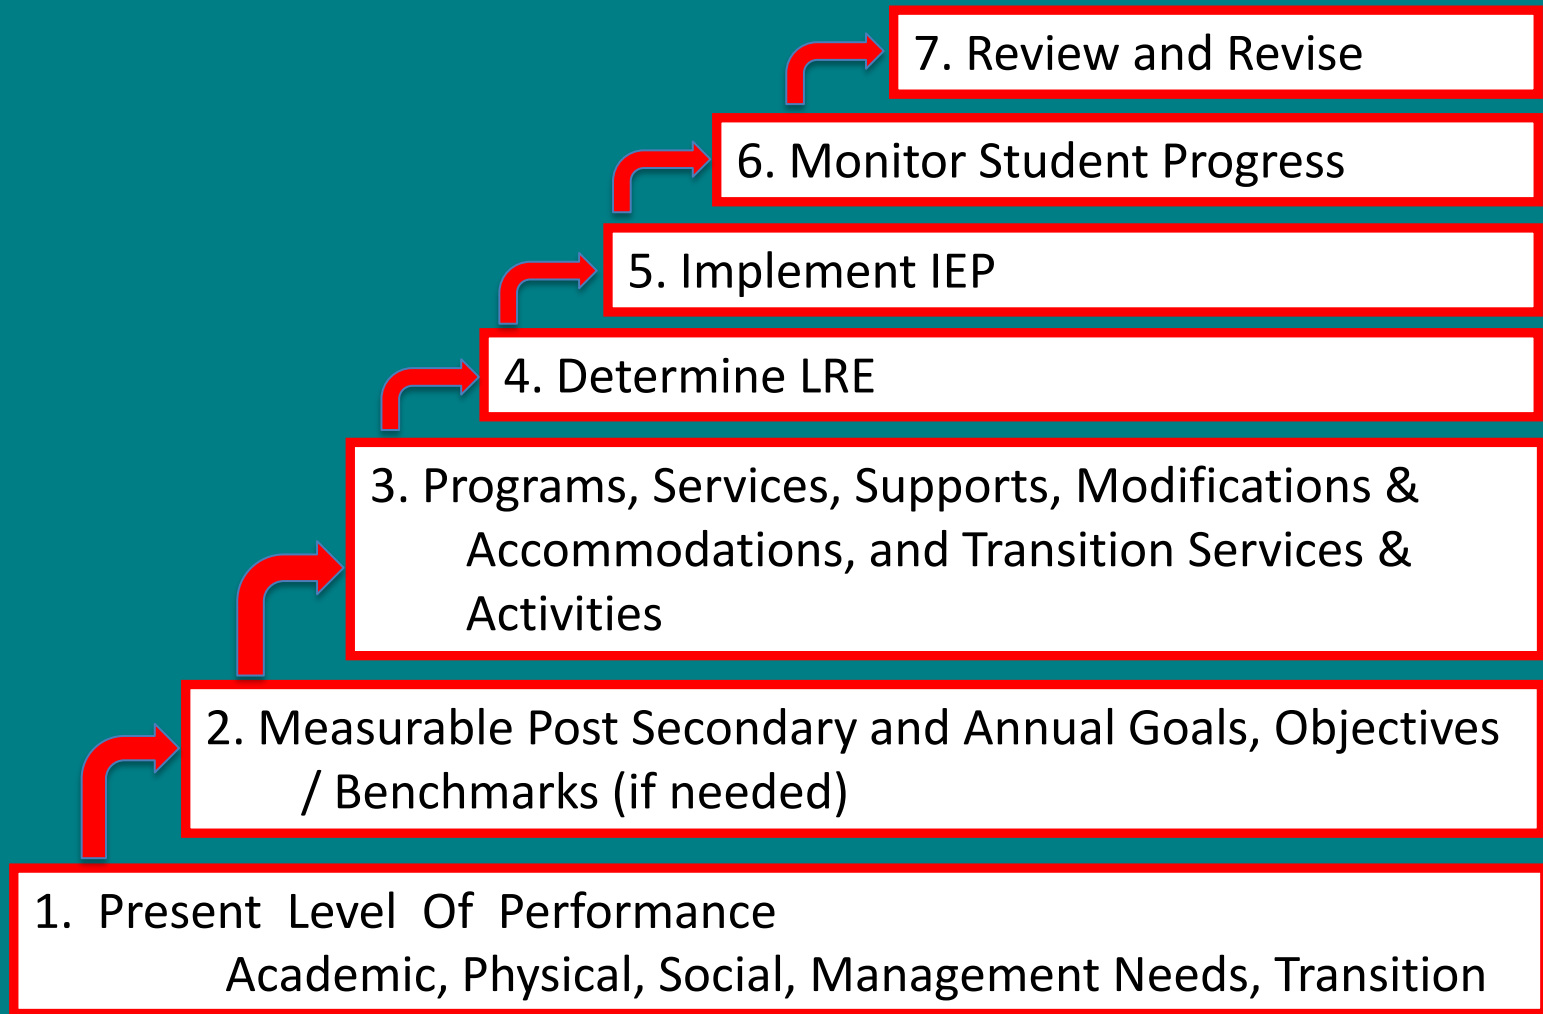 7. Review and Revise
6. Monitor Student Progress
5. Implement IEP
4. Determine LRE
3. Programs, Services, Supports, Modifications &
Accommodations, and Transition Services &
Activities
2. Measurable Post Secondary and Annual Goals, Objectives
/ Benchmarks (if needed)
1. Present Level Of Performance
Academic, Physical, Social, Management Needs, Transition